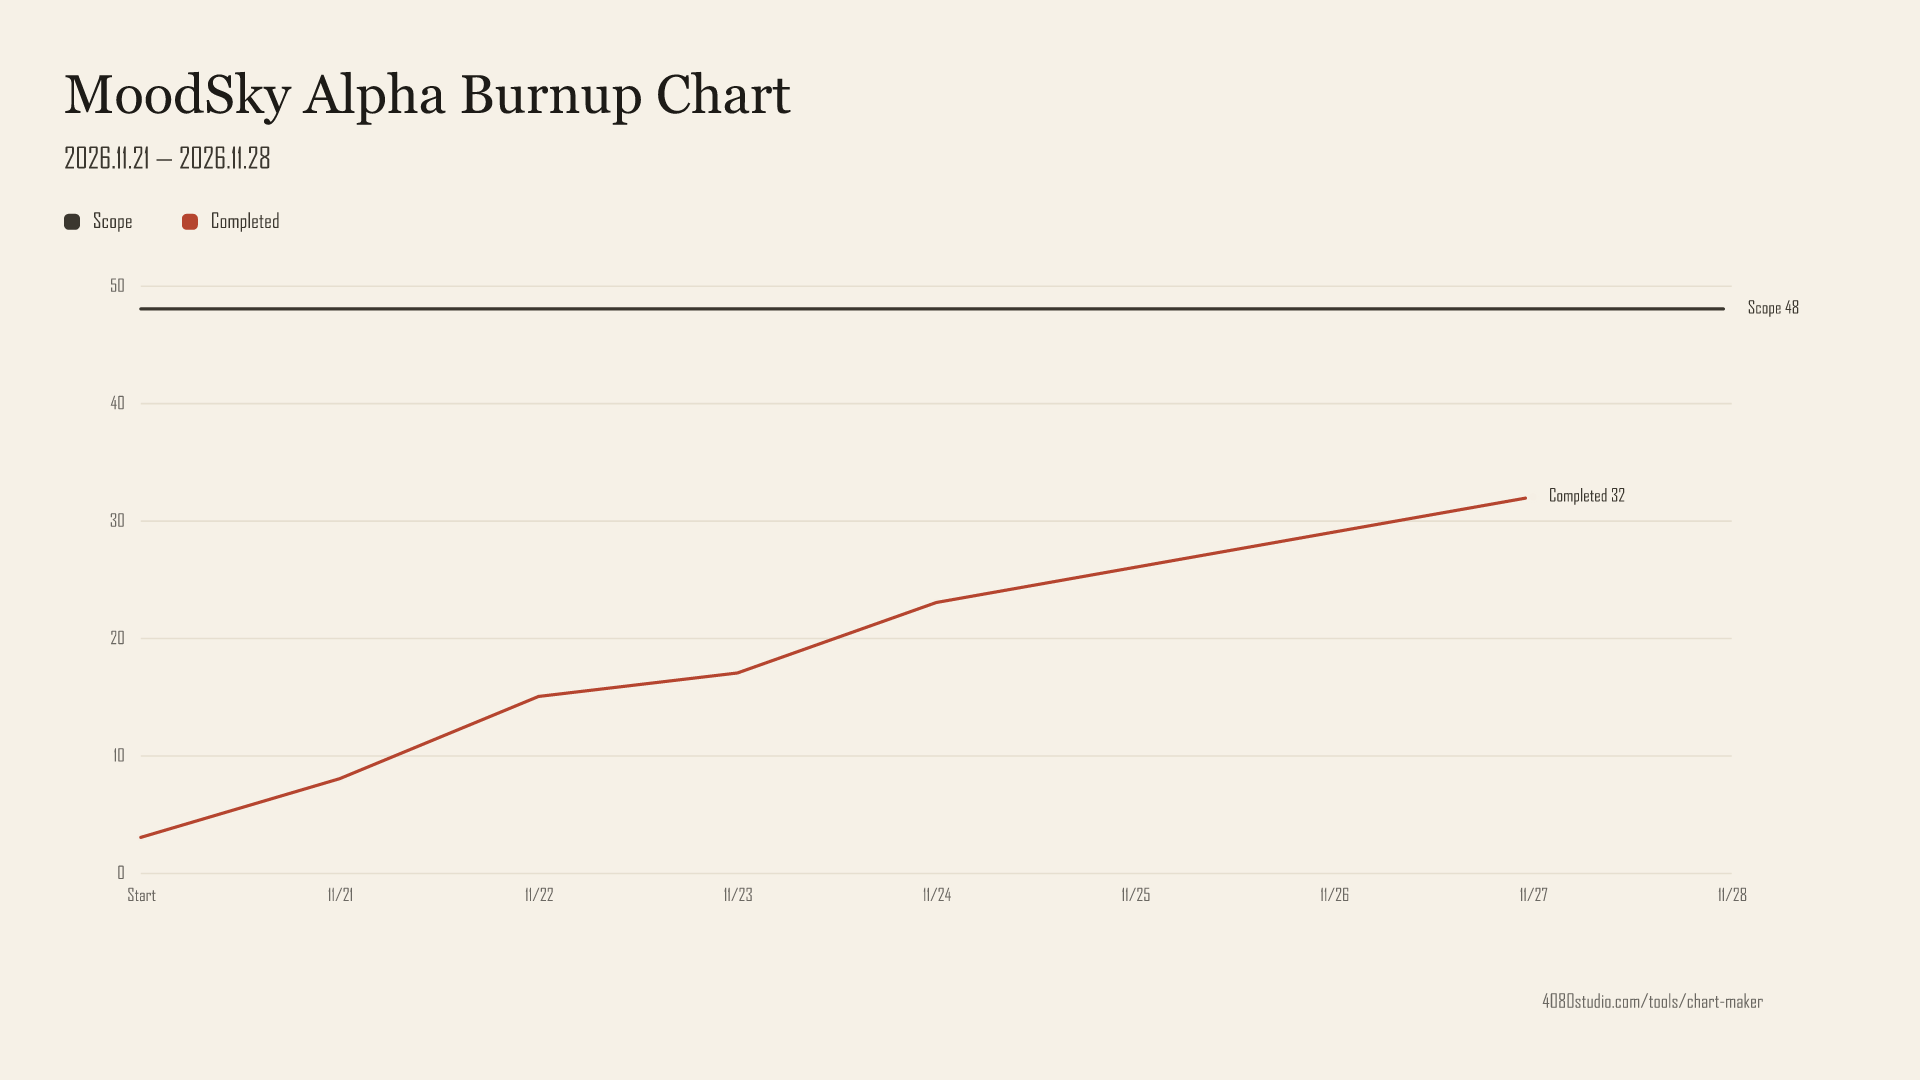 MoodSky Alpha Burnup Chart
2026.11.21 — 2026.11.28
Scope Completed
50
Scope 48
40
Completed 32
30
20
10
0
Start 11/21 11/22 11/23 11/24 11/25 11/26 11/27 11/28
4080studio.com/tools/chart-maker